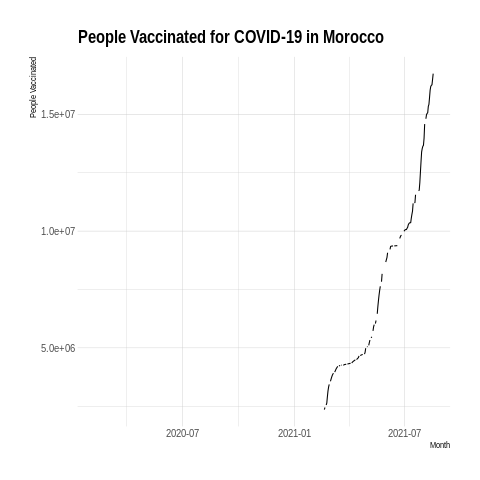 People Vaccinated for COVID-19 in Morocco
People Vaccinated
1.5e+07
1.0e+07
5.0e+06
2020-07
2021-01
2021-07
Month